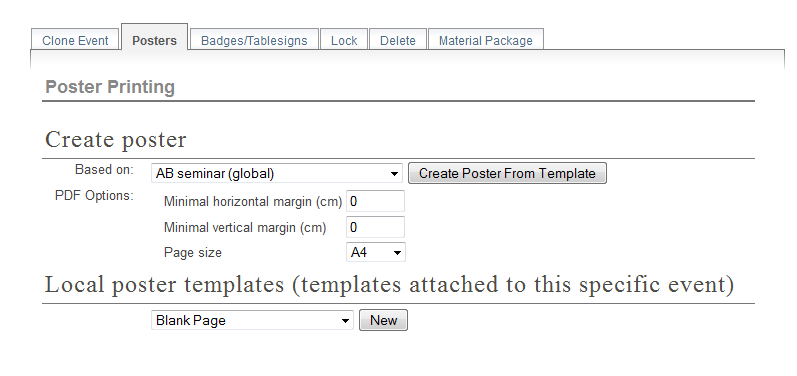 Clone Event Posters Badges/Tablesigns Lock Delete Material Package
Poster Printing
Create poster
Based on: AB seminar (global) Create Poster From Template
PDF Options: Minimal horizontal margin (cm) 0
Minimal vertical margin (cm) 0
Page size A4
Local poster templates (templates attached to this specific event)
Blank Page New